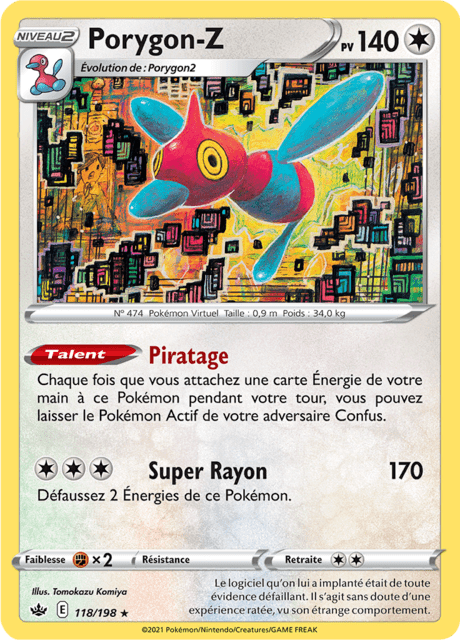 NIVEAU 2
Porygon-Z
PV 140
Évolution de : Porygon2
N° 474 Pokémon Virtuel Taille : 0,9 m Poids : 34,0 kg
Talent Piratage
Chaque fois que vous attachez une carte Énergie de votre
main à ce Pokémon pendant votre tour, vous pouvez
laisser le Pokémon Actif de votre adversaire Confus.
Super Rayon 170
Défaussez 2 Énergies de ce Pokémon.
Faiblesse ×2 Résistance Retraite
Illus. Tomokazu Komiya
Le logiciel qu'on lui a implanté était de toute
évidence défaillant. Il s'agit sans doute d'une
expérience ratée, vu son étrange comportement.
E 118/198 ★
©2021 Pokémon/Nintendo/Creatures/GAME FREAK